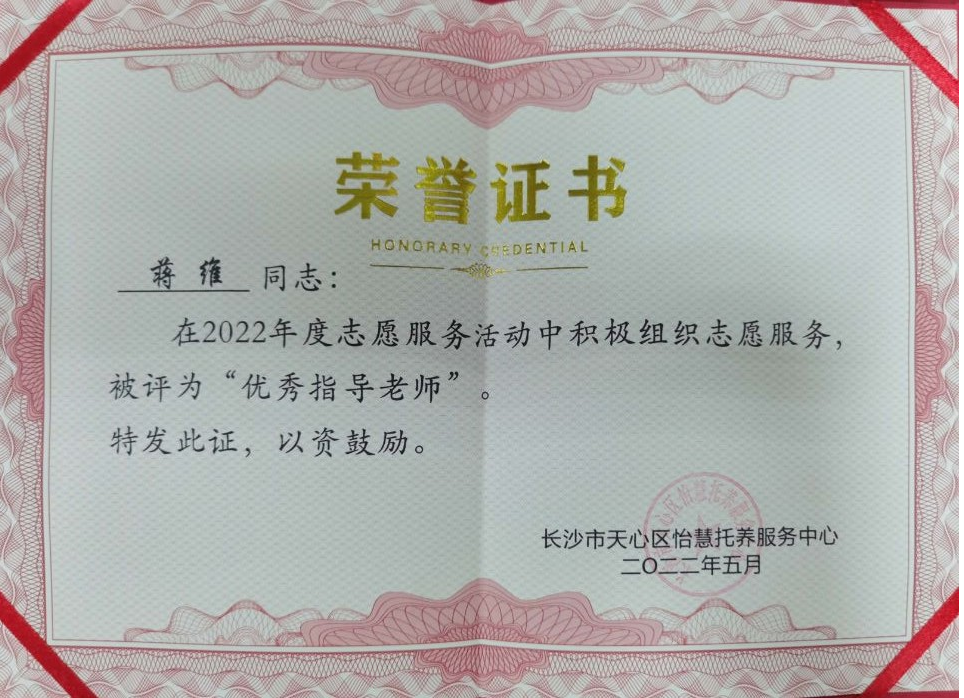 荣誉证书
HONORARY CREDENTIAL
蒋维 同志：
在2022年度志愿服务活动中积极组织志愿服务，
被评为“优秀指导老师”。
特发此证，以资鼓励。
长沙市天心区怡慧托养服务中心
二〇二二年五月